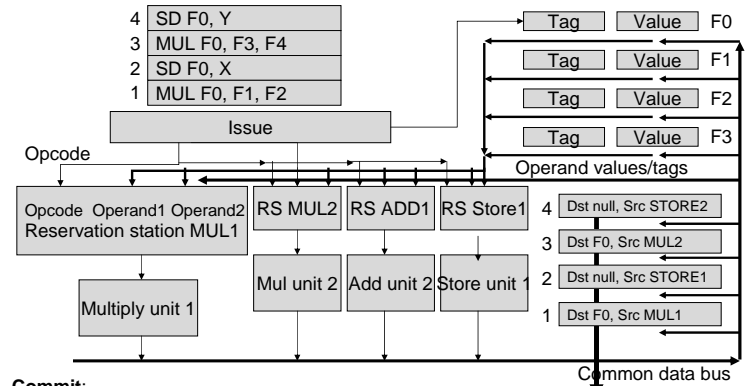 4 SD F0, Y
3 MUL F0, F3, F4
2 SD F0, X
1 MUL F0, F1, F2
Issue
Tag Value F0
Tag Value F1
Tag Value F2
Tag Value F3
Opcode
Operand values/tags
Opcode Operand1 Operand2
Reservation station MUL1
RS MUL2
RS ADD1
RS Store1
4 Dst null, Src STORE2
3 Dst F0, Src MUL2
2 Dst null, Src STORE1
1 Dst F0, Src MUL1
Multiply unit 1
Mul unit 2
Add unit 2
Store unit 1
Common data bus
Commit: